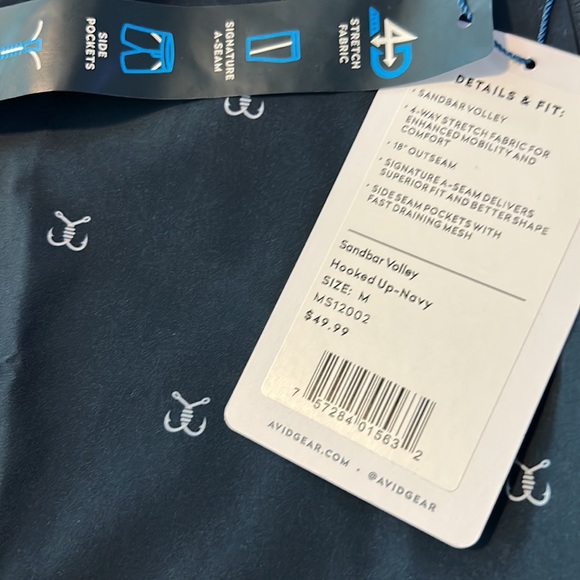 SIDE
POCKETS
SIGNATURE
A-SEAM
4D
STRETCH
FABRIC
DETAILS & FIT:
· SANDBAR VOLLEY
· 4-WAY STRETCH FABRIC FOR
ENHANCED MOBILITY AND
COMFORT
· 18" OUTSEAM
· SIGNATURE A-SEAM DELIVERS
SUPERIOR FIT AND BETTER SHAPE
· SIDE SEAM POCKETS WITH
FAST DRAINING MESH
Sandbar Volley
Hooked Up-Navy
SIZE: M
MS12002
$49.99
7 57284 01563 2
AVIDGEAR.COM · @AVIDGEAR